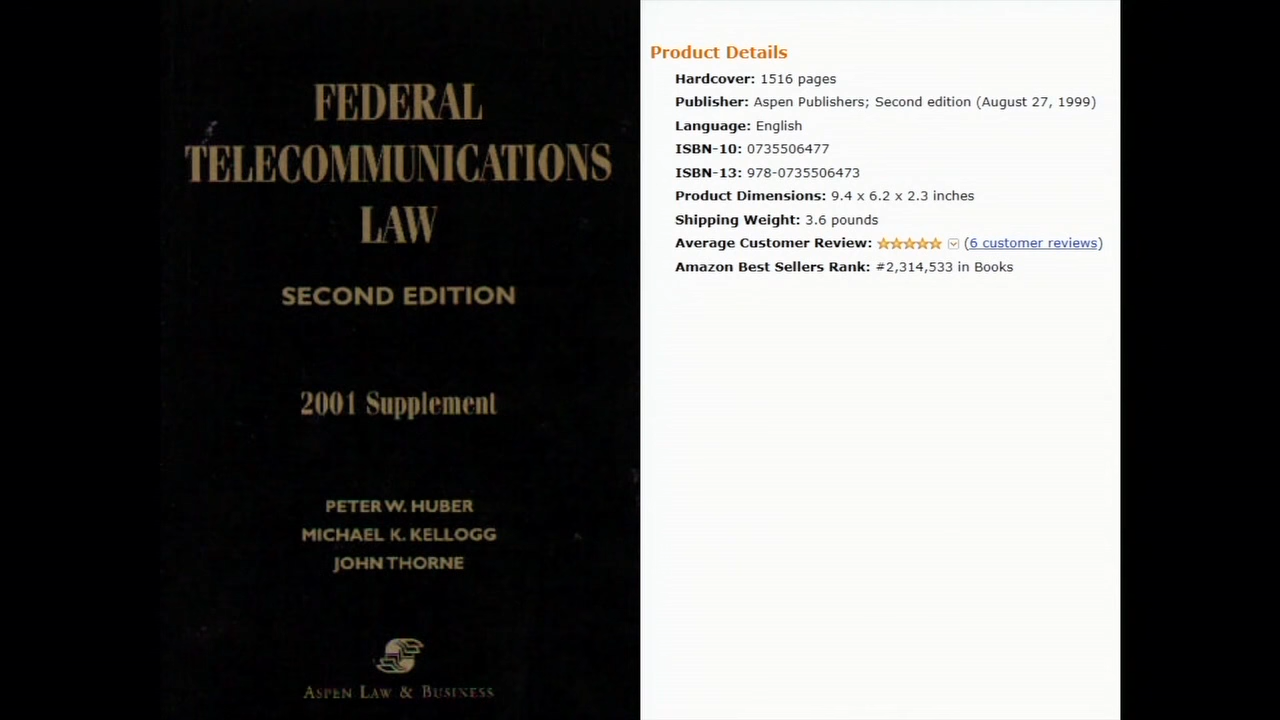 FEDERAL
TELECOMMUNICATIONS
LAW
SECOND EDITION
2001 Supplement
PETER W. HUBER
MICHAEL K. KELLOGG
JOHN THORNE
ASPEN LAW & BUSINESS
Product Details
Hardcover: 1516 pages
Publisher: Aspen Publishers; Second edition (August 27, 1999)
Language: English
ISBN-10: 0735506477
ISBN-13: 978-0735506473
Product Dimensions: 9.4 x 6.2 x 2.3 inches
Shipping Weight: 3.6 pounds
Average Customer Review: (6 customer reviews)
Amazon Best Sellers Rank: #2,314,533 in Books